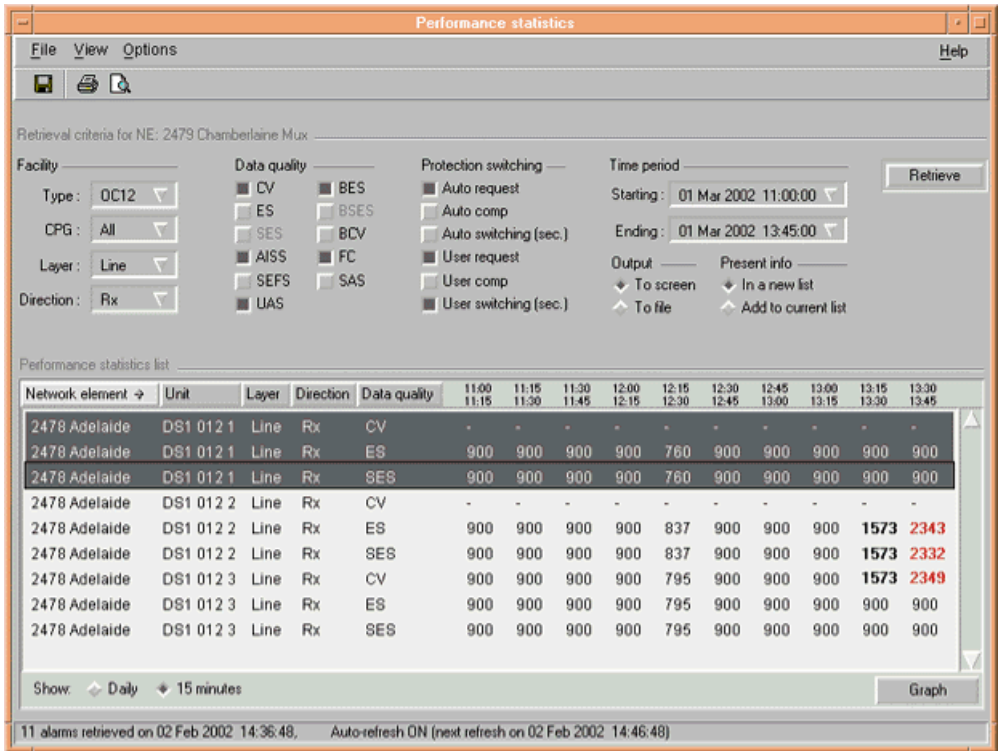 Performance statistics
File View Options Help
Retrieval criteria for NE: 2479 Chamberlaine Mux
Facility
Type: OC12
CPG: All
Layer: Line
Direction: Rx
Data quality
CV BES
ES BSES
SES BCV
AISS FC
SEFS SAS
UAS
Protection switching
Auto request
Auto comp
Auto switching (sec.)
User request
User comp
User switching (sec.)
Time period
Starting: 01 Mar 2002 11:00:00
Ending: 01 Mar 2002 13:45:00
Output
To screen
To file
Present info
In a new list
Add to current list
Retrieve
Performance statistics list
Network element Unit Layer Direction Data quality 11:00 11:15 11:30 12:00 12:15 12:30 12:45 13:00 13:15 13:30
11:15 11:30 11:45 12:15 12:30 12:45 13:00 13:15 13:30 13:45
2478 Adelaide DS1 012 1 Line Rx CV - - - - - - - - - -
2478 Adelaide DS1 012 1 Line Rx ES 900 900 900 900 760 900 900 900 900 900
2478 Adelaide DS1 012 1 Line Rx SES 900 900 900 900 760 900 900 900 900 900
2478 Adelaide DS1 012 2 Line Rx CV - - - - - - - - - -
2478 Adelaide DS1 012 2 Line Rx ES 900 900 900 900 837 900 900 900 1573 2343
2478 Adelaide DS1 012 2 Line Rx SES 900 900 900 900 837 900 900 900 1573 2332
2478 Adelaide DS1 012 3 Line Rx CV 900 900 900 900 795 900 900 900 1573 2349
2478 Adelaide DS1 012 3 Line Rx ES 900 900 900 900 795 900 900 900 900 900
2478 Adelaide DS1 012 3 Line Rx SES 900 900 900 900 795 900 900 900 900 900
Show: Daily 15 minutes Graph
11 alarms retrieved on 02 Feb 2002 14:36:48, Auto-refresh ON (next refresh on 02 Feb 2002 14:46:48)